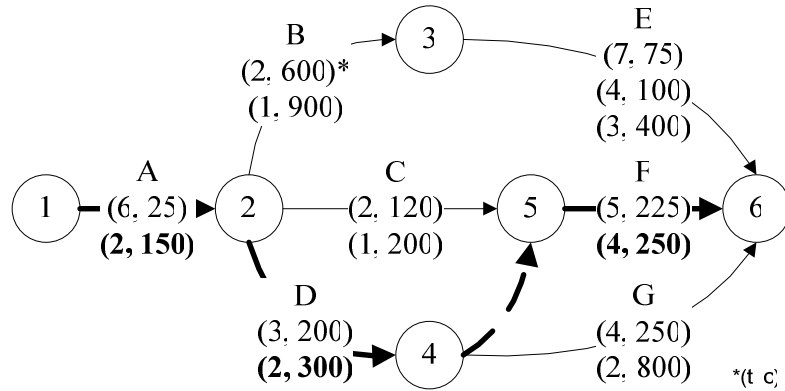 B
(2, 600)*
(1, 900)
3
E
(7, 75)
(4, 100)
(3, 400)
1
A
(6, 25)
(2, 150)
2
C
(2, 120)
(1, 200)
5
F
(5, 225)
(4, 250)
6
D
(3, 200)
(2, 300)
4
G
(4, 250)
(2, 800)
*(t c)